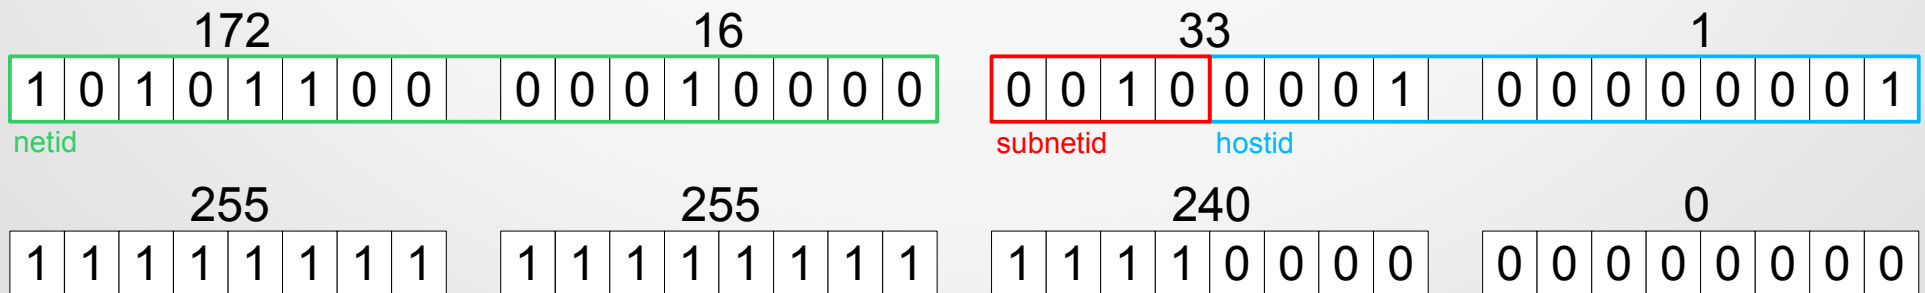 172 16 33 1
1 0 1 0 1 1 0 0 0 0 0 1 0 0 0 0 0 0 1 0 0 0 0 1 0 0 0 0 0 0 0 1
netid subnetid hostid
255 255 240 0
1 1 1 1 1 1 1 1 1 1 1 1 1 1 1 1 1 1 1 1 0 0 0 0 0 0 0 0 0 0 0 0